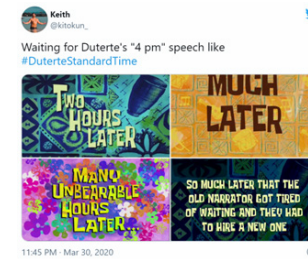 Keith
@kitokun_
Waiting for Duterte's "4 pm" speech like
#DuterteStandardTime
TWO
HOURS
LATER
MUCH
LATER
MANY
UNBEARABLE
HOURS
LATER...
SO MUCH LATER THAT THE
OLD NARRATOR GOT TIRED
OF WAITING AND THEY HAD
TO HIRE A NEW ONE
11:45 PM · Mar 30, 2020